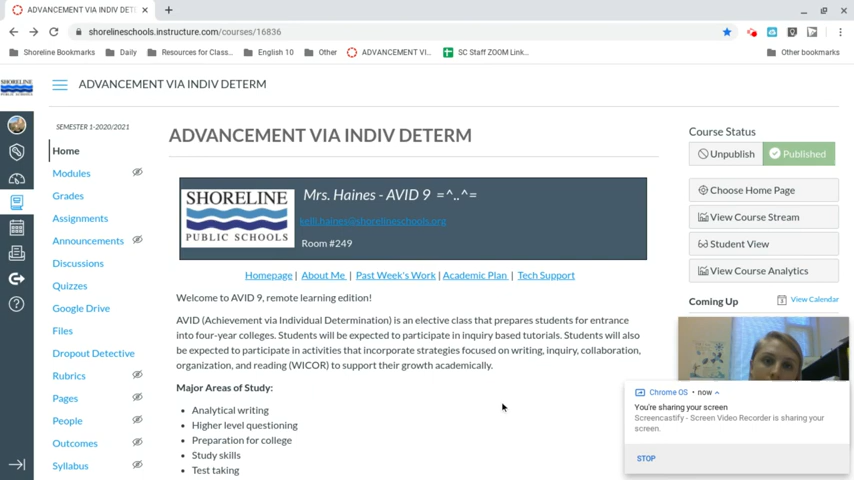 ADVANCEMENT VIA INDIV DETE
shorelineschools.instructure.com/courses/16836
Shoreline Bookmarks Daily Resources for Class... English 10 Other ADVANCEMENT VI... SC Staff ZOOM Link... Other bookmarks
SHORELINE
ADVANCEMENT VIA INDIV DETERM
SEMESTER 1-2020/2021
Home
Modules
Grades
Assignments
Announcements
Discussions
Quizzes
Google Drive
Files
Dropout Detective
Rubrics
Pages
People
Outcomes
Syllabus
ADVANCEMENT VIA INDIV DETERM
SHORELINE
PUBLIC SCHOOLS
Mrs. Haines - AVID 9 =^..^=
kelli.haines@shorelineschools.org
Room #249
Homepage | About Me | Past Week's Work | Academic Plan | Tech Support
Welcome to AVID 9, remote learning edition!
AVID (Achievement via Individual Determination) is an elective class that prepares students for entrance
into four-year colleges. Students will be expected to participate in inquiry based tutorials. Students will also
be expected to participate in activities that incorporate strategies focused on writing, inquiry, collaboration,
organization, and reading (WICOR) to support their growth academically.
Major Areas of Study:
Analytical writing
Higher level questioning
Preparation for college
Study skills
Test taking
Course Status
Unpublish Published
Choose Home Page
View Course Stream
Student View
View Course Analytics
Coming Up View Calendar
Chrome OS • now
You're sharing your screen
Screencastify - Screen Video Recorder is sharing your
screen.
STOP